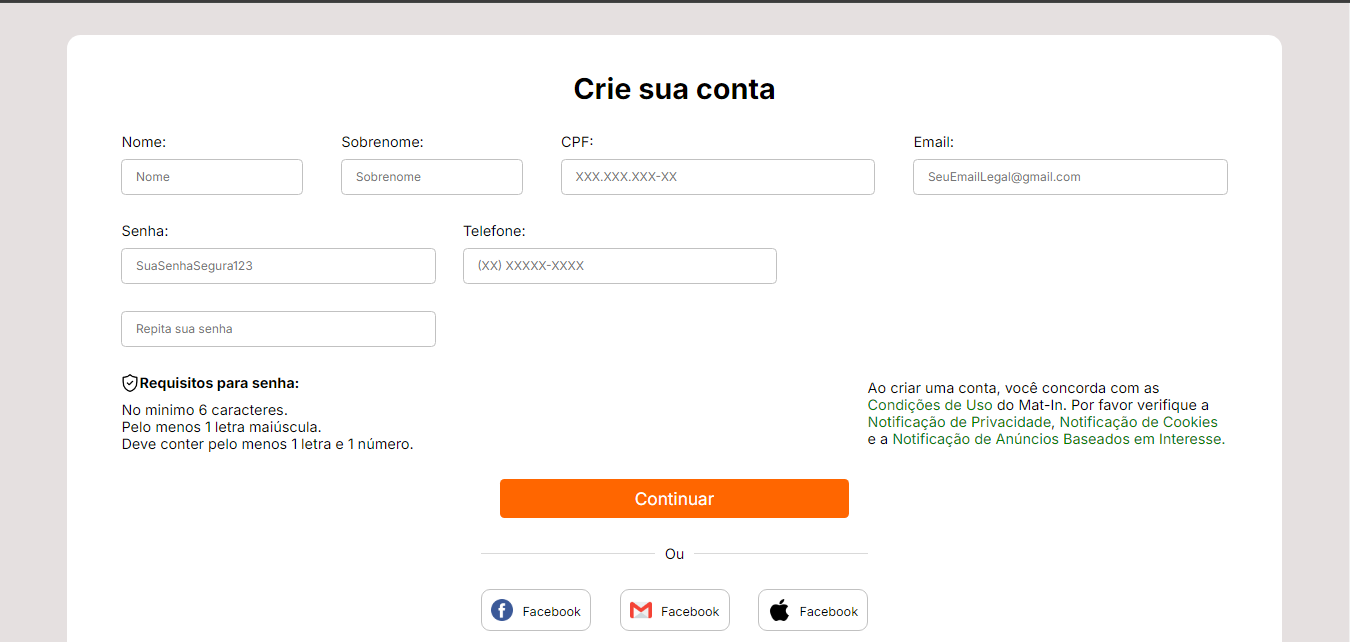 Crie sua conta
Nome:
Sobrenome:
CPF:
Email:
Nome
Sobrenome
XXX.XXX.XXX-XX
SeuEmailLegal@gmail.com
Senha:
Telefone:
SuaSenhaSegura123
(XX) XXXXX-XXXX
Repita sua senha
Requisitos para senha:
No minimo 6 caracteres.
Pelo menos 1 letra maiúscula.
Deve conter pelo menos 1 letra e 1 número.
Ao criar uma conta, você concorda com as
Condições de Uso do Mat-In. Por favor verifique a
Notificação de Privacidade, Notificação de Cookies
e a Notificação de Anúncios Baseados em Interesse.
Continuar
Ou
Facebook
Facebook
Facebook